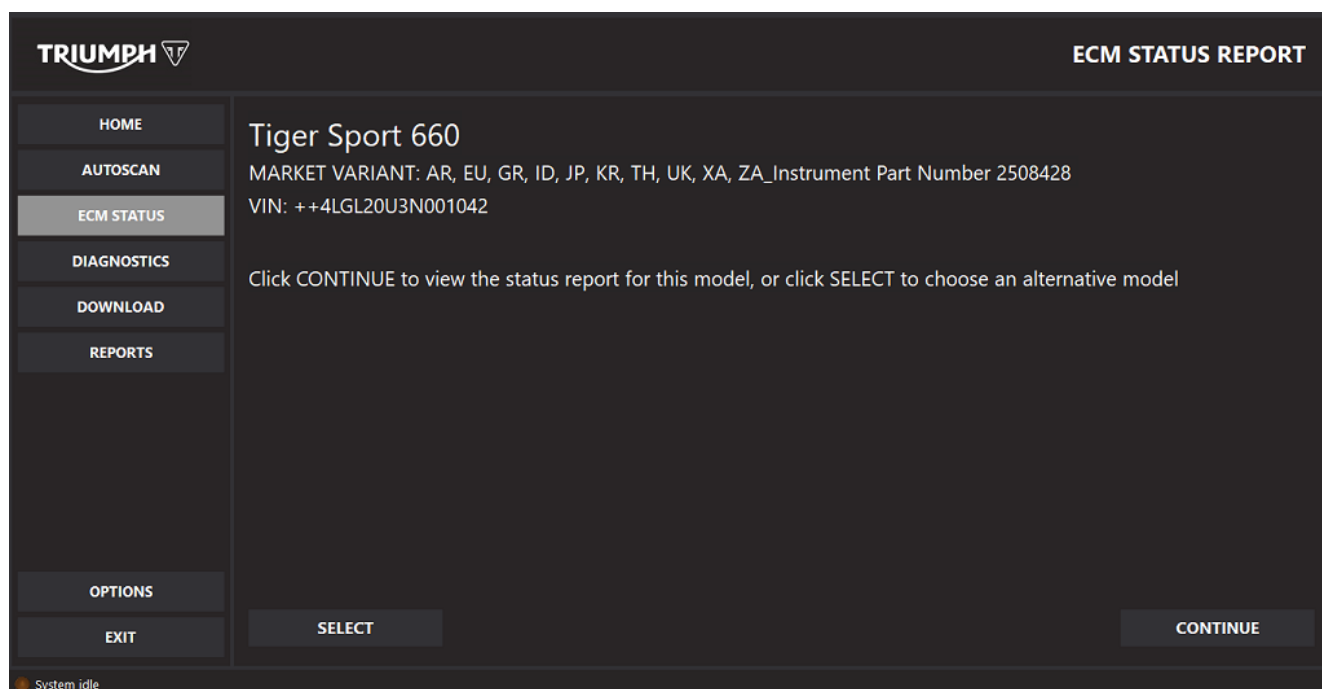 TRIUMPH
ECM STATUS REPORT
HOME
AUTOSCAN
ECM STATUS
DIAGNOSTICS
DOWNLOAD
REPORTS
OPTIONS
EXIT
Tiger Sport 660
MARKET VARIANT: AR, EU, GR, ID, JP, KR, TH, UK, XA, ZA_Instrument Part Number 2508428
VIN: ++4LGL20U3N001042
Click CONTINUE to view the status report for this model, or click SELECT to choose an alternative model
SELECT
CONTINUE
System idle